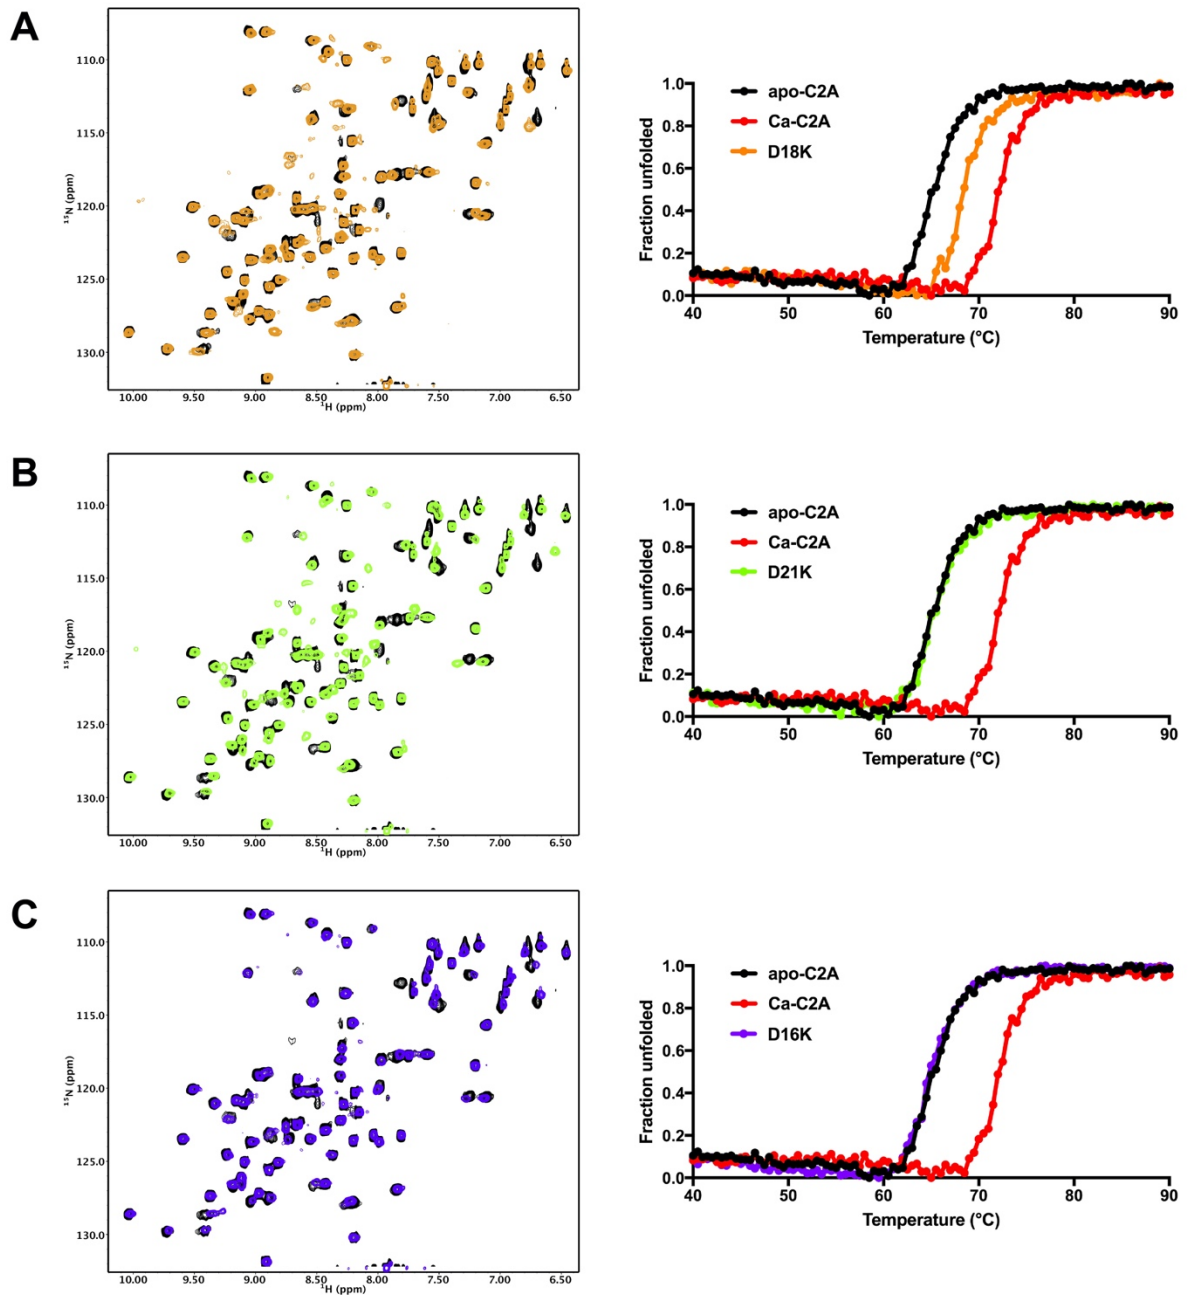 A
110.0
115.0
120.0
125.0
130.0
15N (ppm)
10.00 9.50 9.00 8.50 8.00 7.50 7.00 6.50
1H (ppm)
1.0
0.8
0.6
0.4
0.2
0.0
Fraction unfolded
apo-C2A
Ca-C2A
D18K
40 50 60 70 80 90
Temperature (°C)
B
110.0
115.0
120.0
125.0
130.0
15N (ppm)
10.00 9.50 9.00 8.50 8.00 7.50 7.00 6.50
1H (ppm)
1.0
0.8
0.6
0.4
0.2
0.0
Fraction unfolded
apo-C2A
Ca-C2A
D21K
40 50 60 70 80 90
Temperature (°C)
C
110.0
115.0
120.0
125.0
130.0
15N (ppm)
10.00 9.50 9.00 8.50 8.00 7.50 7.00 6.50
1H (ppm)
1.0
0.8
0.6
0.4
0.2
0.0
Fraction unfolded
apo-C2A
Ca-C2A
D16K
40 50 60 70 80 90
Temperature (°C)